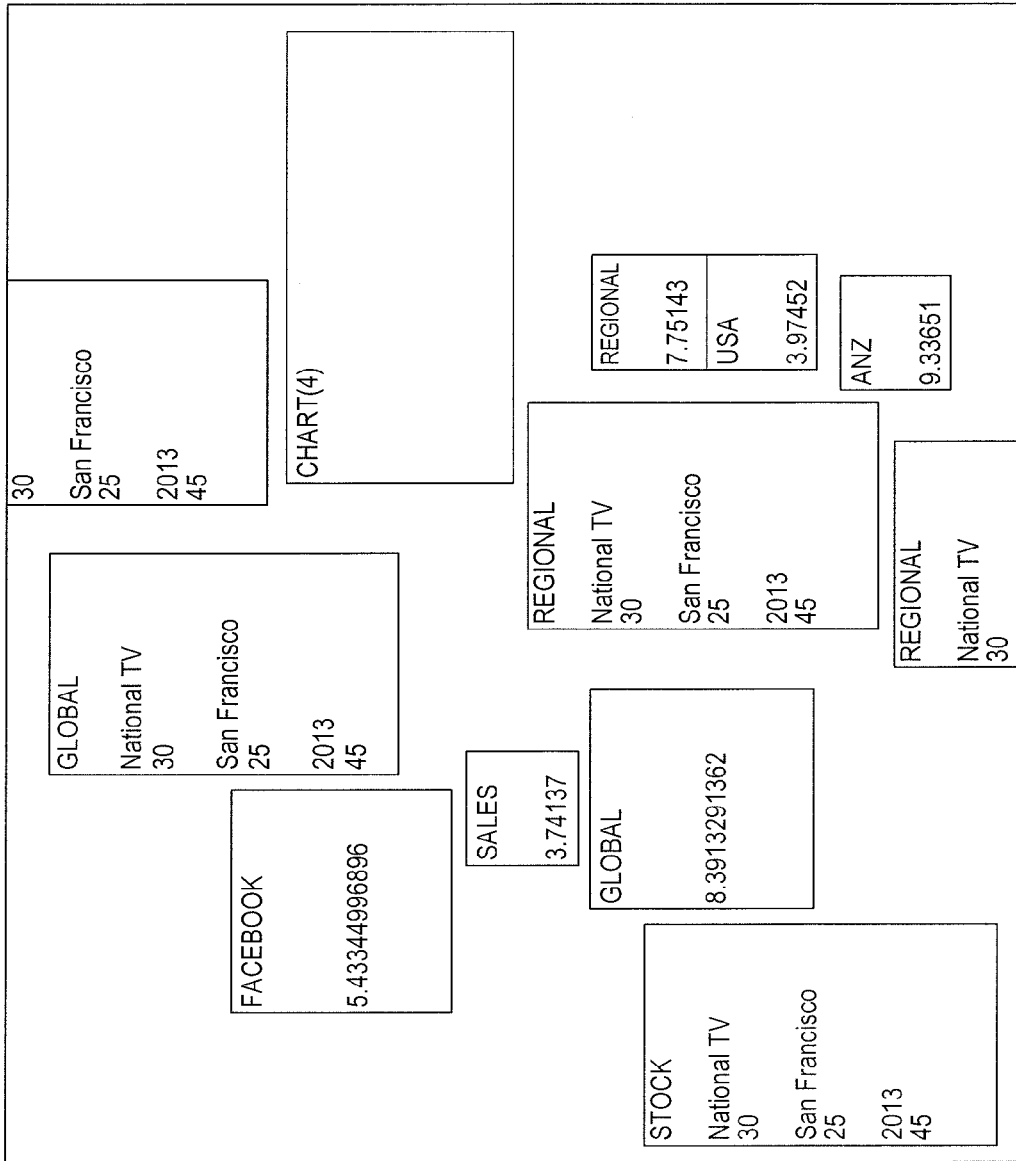 STOCK
National TV
30
San Francisco
25
2013
45
FACEBOOK
5.43344996896
SALES
3.74137
GLOBAL
8.3913291362
GLOBAL
National TV
30
San Francisco
25
2013
45
REGIONAL
National TV
30
San Francisco
25
2013
45
REGIONAL
National TV
30
30
San Francisco
25
2013
45
CHART(4)
REGIONAL
7.75143
USA
3.97452
ANZ
9.33651